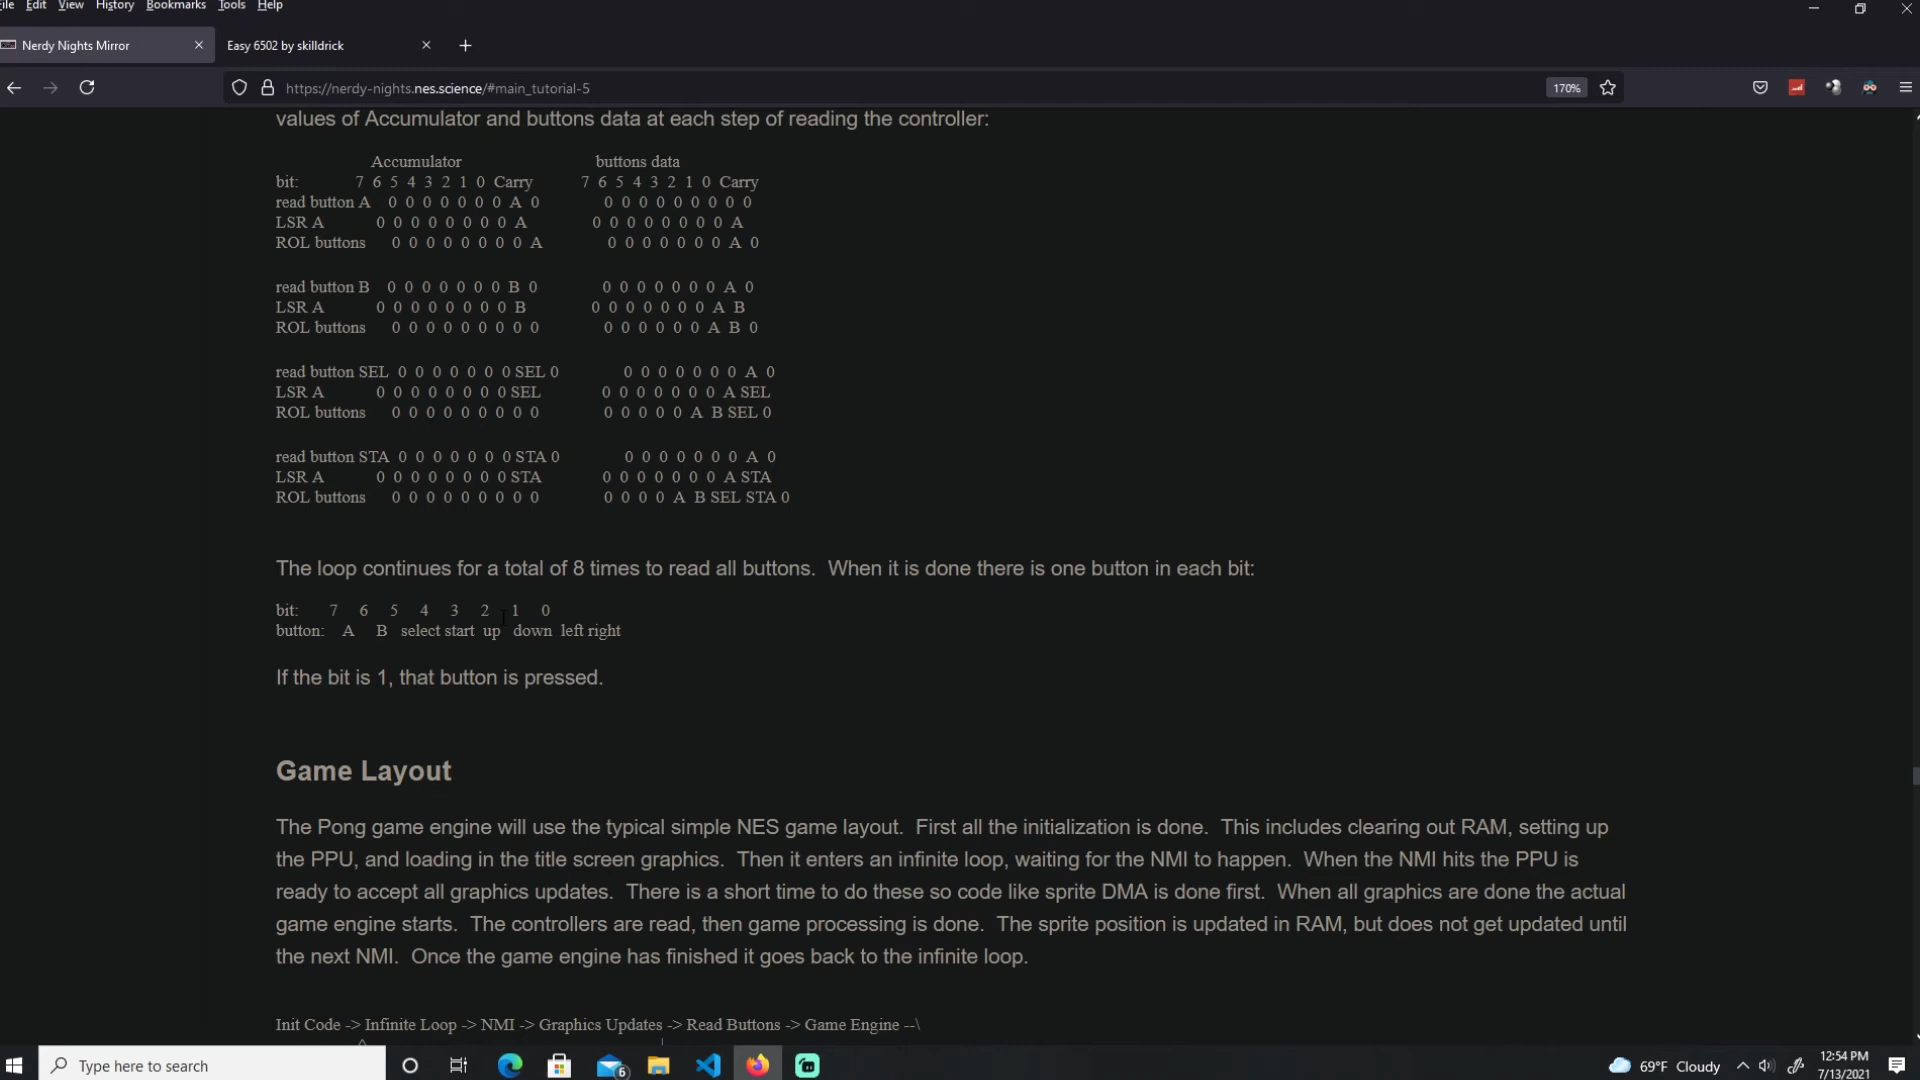 ile Edit View History Bookmarks Tools Help
Nerdy Nights Mirror
Easy 6502 by skilldrick
https://nerdy-nights.nes.science/#main_tutorial-5
170%
values of Accumulator and buttons data at each step of reading the controller:
Accumulator buttons data
bit: 7 6 5 4 3 2 1 0 Carry 7 6 5 4 3 2 1 0 Carry
read button A 0 0 0 0 0 0 0 A 0 0 0 0 0 0 0 0 0 0
LSR A 0 0 0 0 0 0 0 0 A 0 0 0 0 0 0 0 0 A
ROL buttons 0 0 0 0 0 0 0 0 A 0 0 0 0 0 0 0 A 0
read button B 0 0 0 0 0 0 0 B 0 0 0 0 0 0 0 0 A 0
LSR A 0 0 0 0 0 0 0 0 B 0 0 0 0 0 0 0 A B
ROL buttons 0 0 0 0 0 0 0 0 0 0 0 0 0 0 0 A B 0
read button SEL 0 0 0 0 0 0 0 SEL 0 0 0 0 0 0 0 0 A 0
LSR A 0 0 0 0 0 0 0 0 SEL 0 0 0 0 0 0 0 A SEL
ROL buttons 0 0 0 0 0 0 0 0 0 0 0 0 0 0 A B SEL 0
read button STA 0 0 0 0 0 0 0 STA 0 0 0 0 0 0 0 0 A 0
LSR A 0 0 0 0 0 0 0 0 STA 0 0 0 0 0 0 0 A STA
ROL buttons 0 0 0 0 0 0 0 0 0 0 0 0 0 A B SEL STA 0
The loop continues for a total of 8 times to read all buttons. When it is done there is one button in each bit:
bit: 7 6 5 4 3 2 1 0
button: A B select start up down left right
If the bit is 1, that button is pressed.
Game Layout
The Pong game engine will use the typical simple NES game layout. First all the initialization is done. This includes clearing out RAM, setting up
the PPU, and loading in the title screen graphics. Then it enters an infinite loop, waiting for the NMI to happen. When the NMI hits the PPU is
ready to accept all graphics updates. There is a short time to do these so code like sprite DMA is done first. When all graphics are done the actual
game engine starts. The controllers are read, then game processing is done. The sprite position is updated in RAM, but does not get updated until
the next NMI. Once the game engine has finished it goes back to the infinite loop.
Init Code -> Infinite Loop -> NMI -> Graphics Updates -> Read Buttons -> Game Engine --\
^ |
Type here to search
6
69°F Cloudy
12:54 PM
7/13/2021